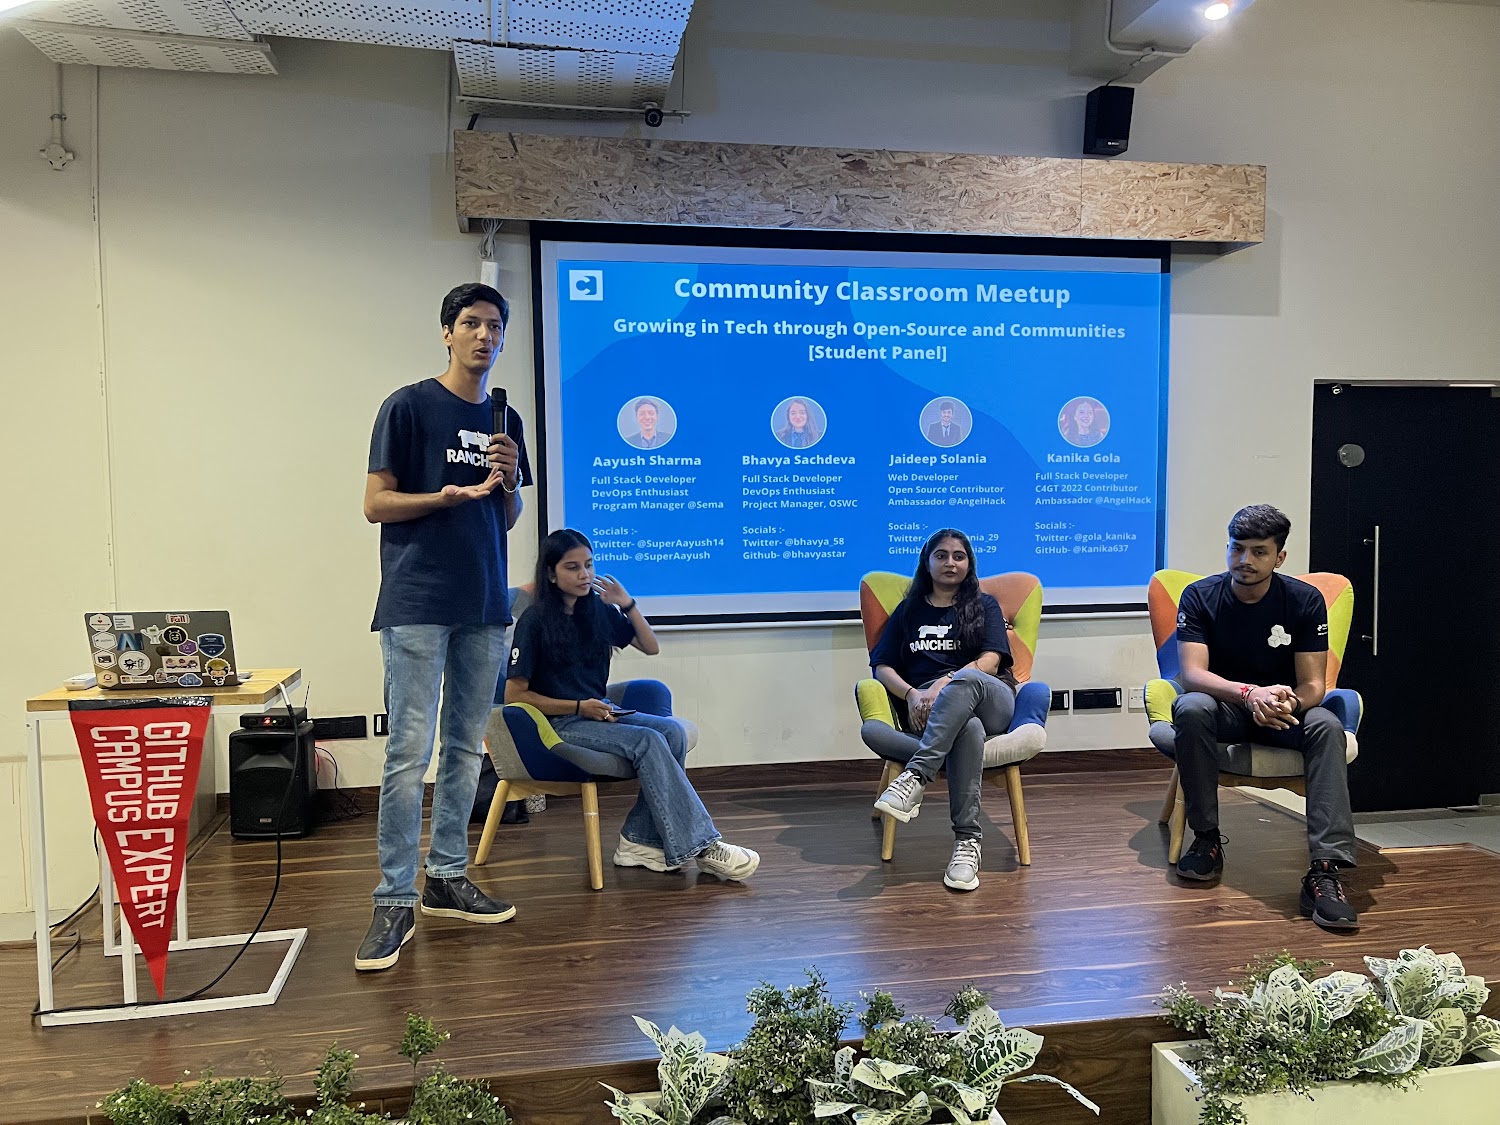 Community Classroom Meetup
Growing in Tech through Open-Source and Communities
[Student Panel]
Aayush Sharma
Full Stack Developer
DevOps Enthusiast
Program Manager @Sema
Socials :-
Twitter- @SuperAayush14
Github- @SuperAayush
Bhavya Sachdeva
Full Stack Developer
DevOps Enthusiast
Project Manager, OSWC
Socials :-
Twitter- @bhavya_58
Github- @bhavyastar
Jaideep Solania
Web Developer
Open Source Contributor
Ambassador @AngelHack
Socials :-
Kanika Gola
Full Stack Developer
C4GT 2022 Contributor
Ambassador @AngelHack
Socials :-
Twitter- @gola_kanika
GitHub- @Kanika637
RANCHER
GITHUB
CAMPUS EXPERT